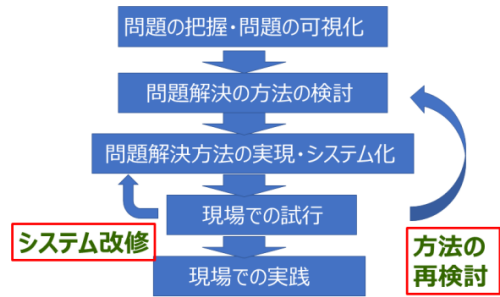 問題の把握・問題の可視化
問題解決の方法の検討
問題解決方法の実現・システム化
現場での試行
システム改修
方法の
再検討
現場での実践